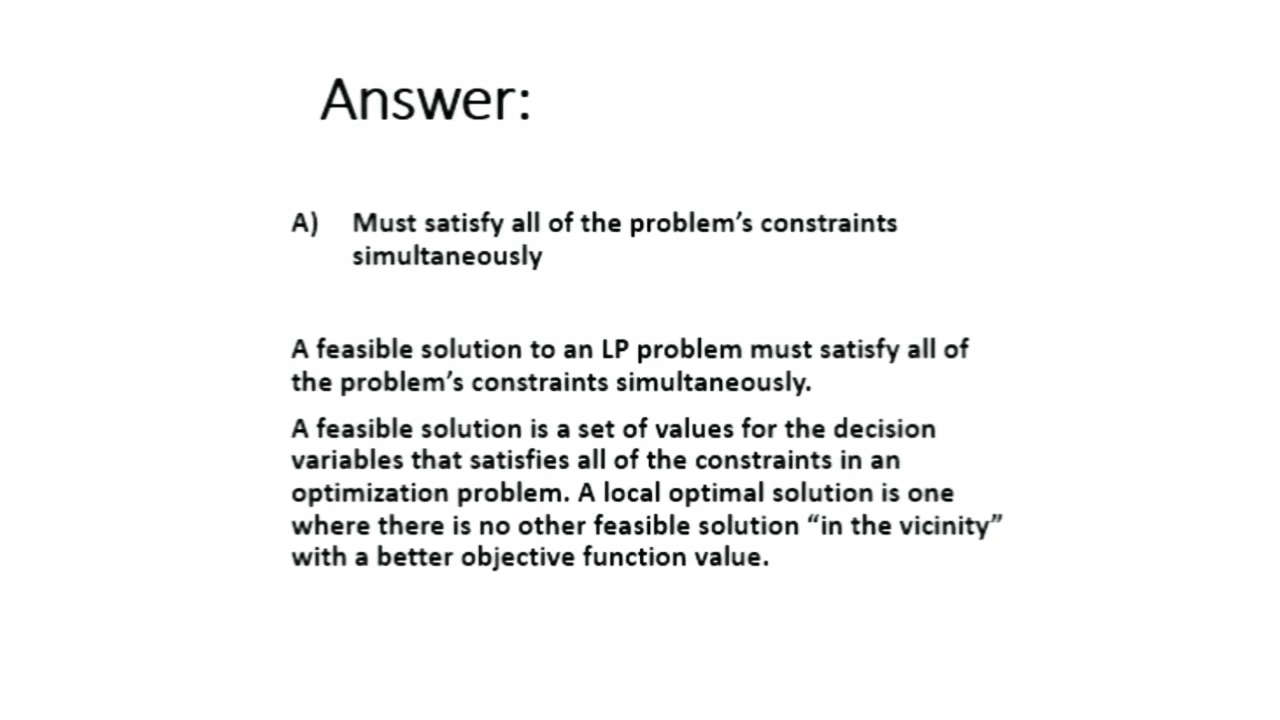 Answer:
A) Must satisfy all of the problem’s constraints
simultaneously
A feasible solution to an LP problem must satisfy all of
the problem’s constraints simultaneously.
A feasible solution is a set of values for the decision
variables that satisfies all of the constraints in an
optimization problem. A local optimal solution is one
where there is no other feasible solution “in the vicinity”
with a better objective function value.